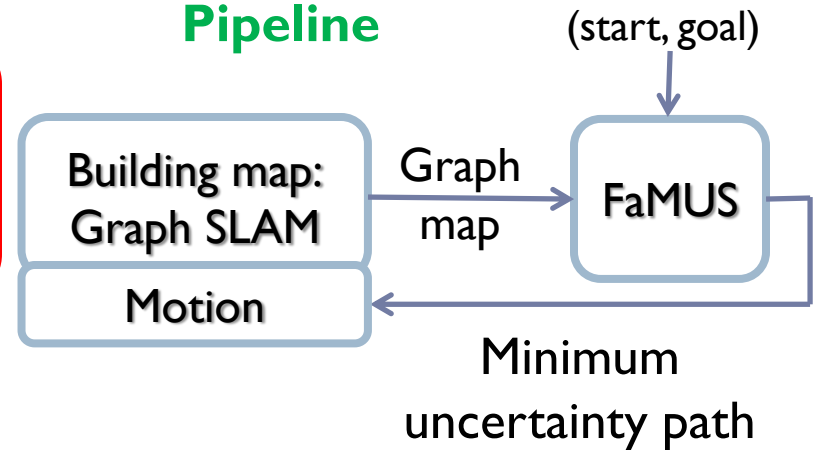 Pipeline
(start, goal)
Building map:
Graph SLAM
Graph
map
FaMUS
Motion
Minimum
uncertainty path